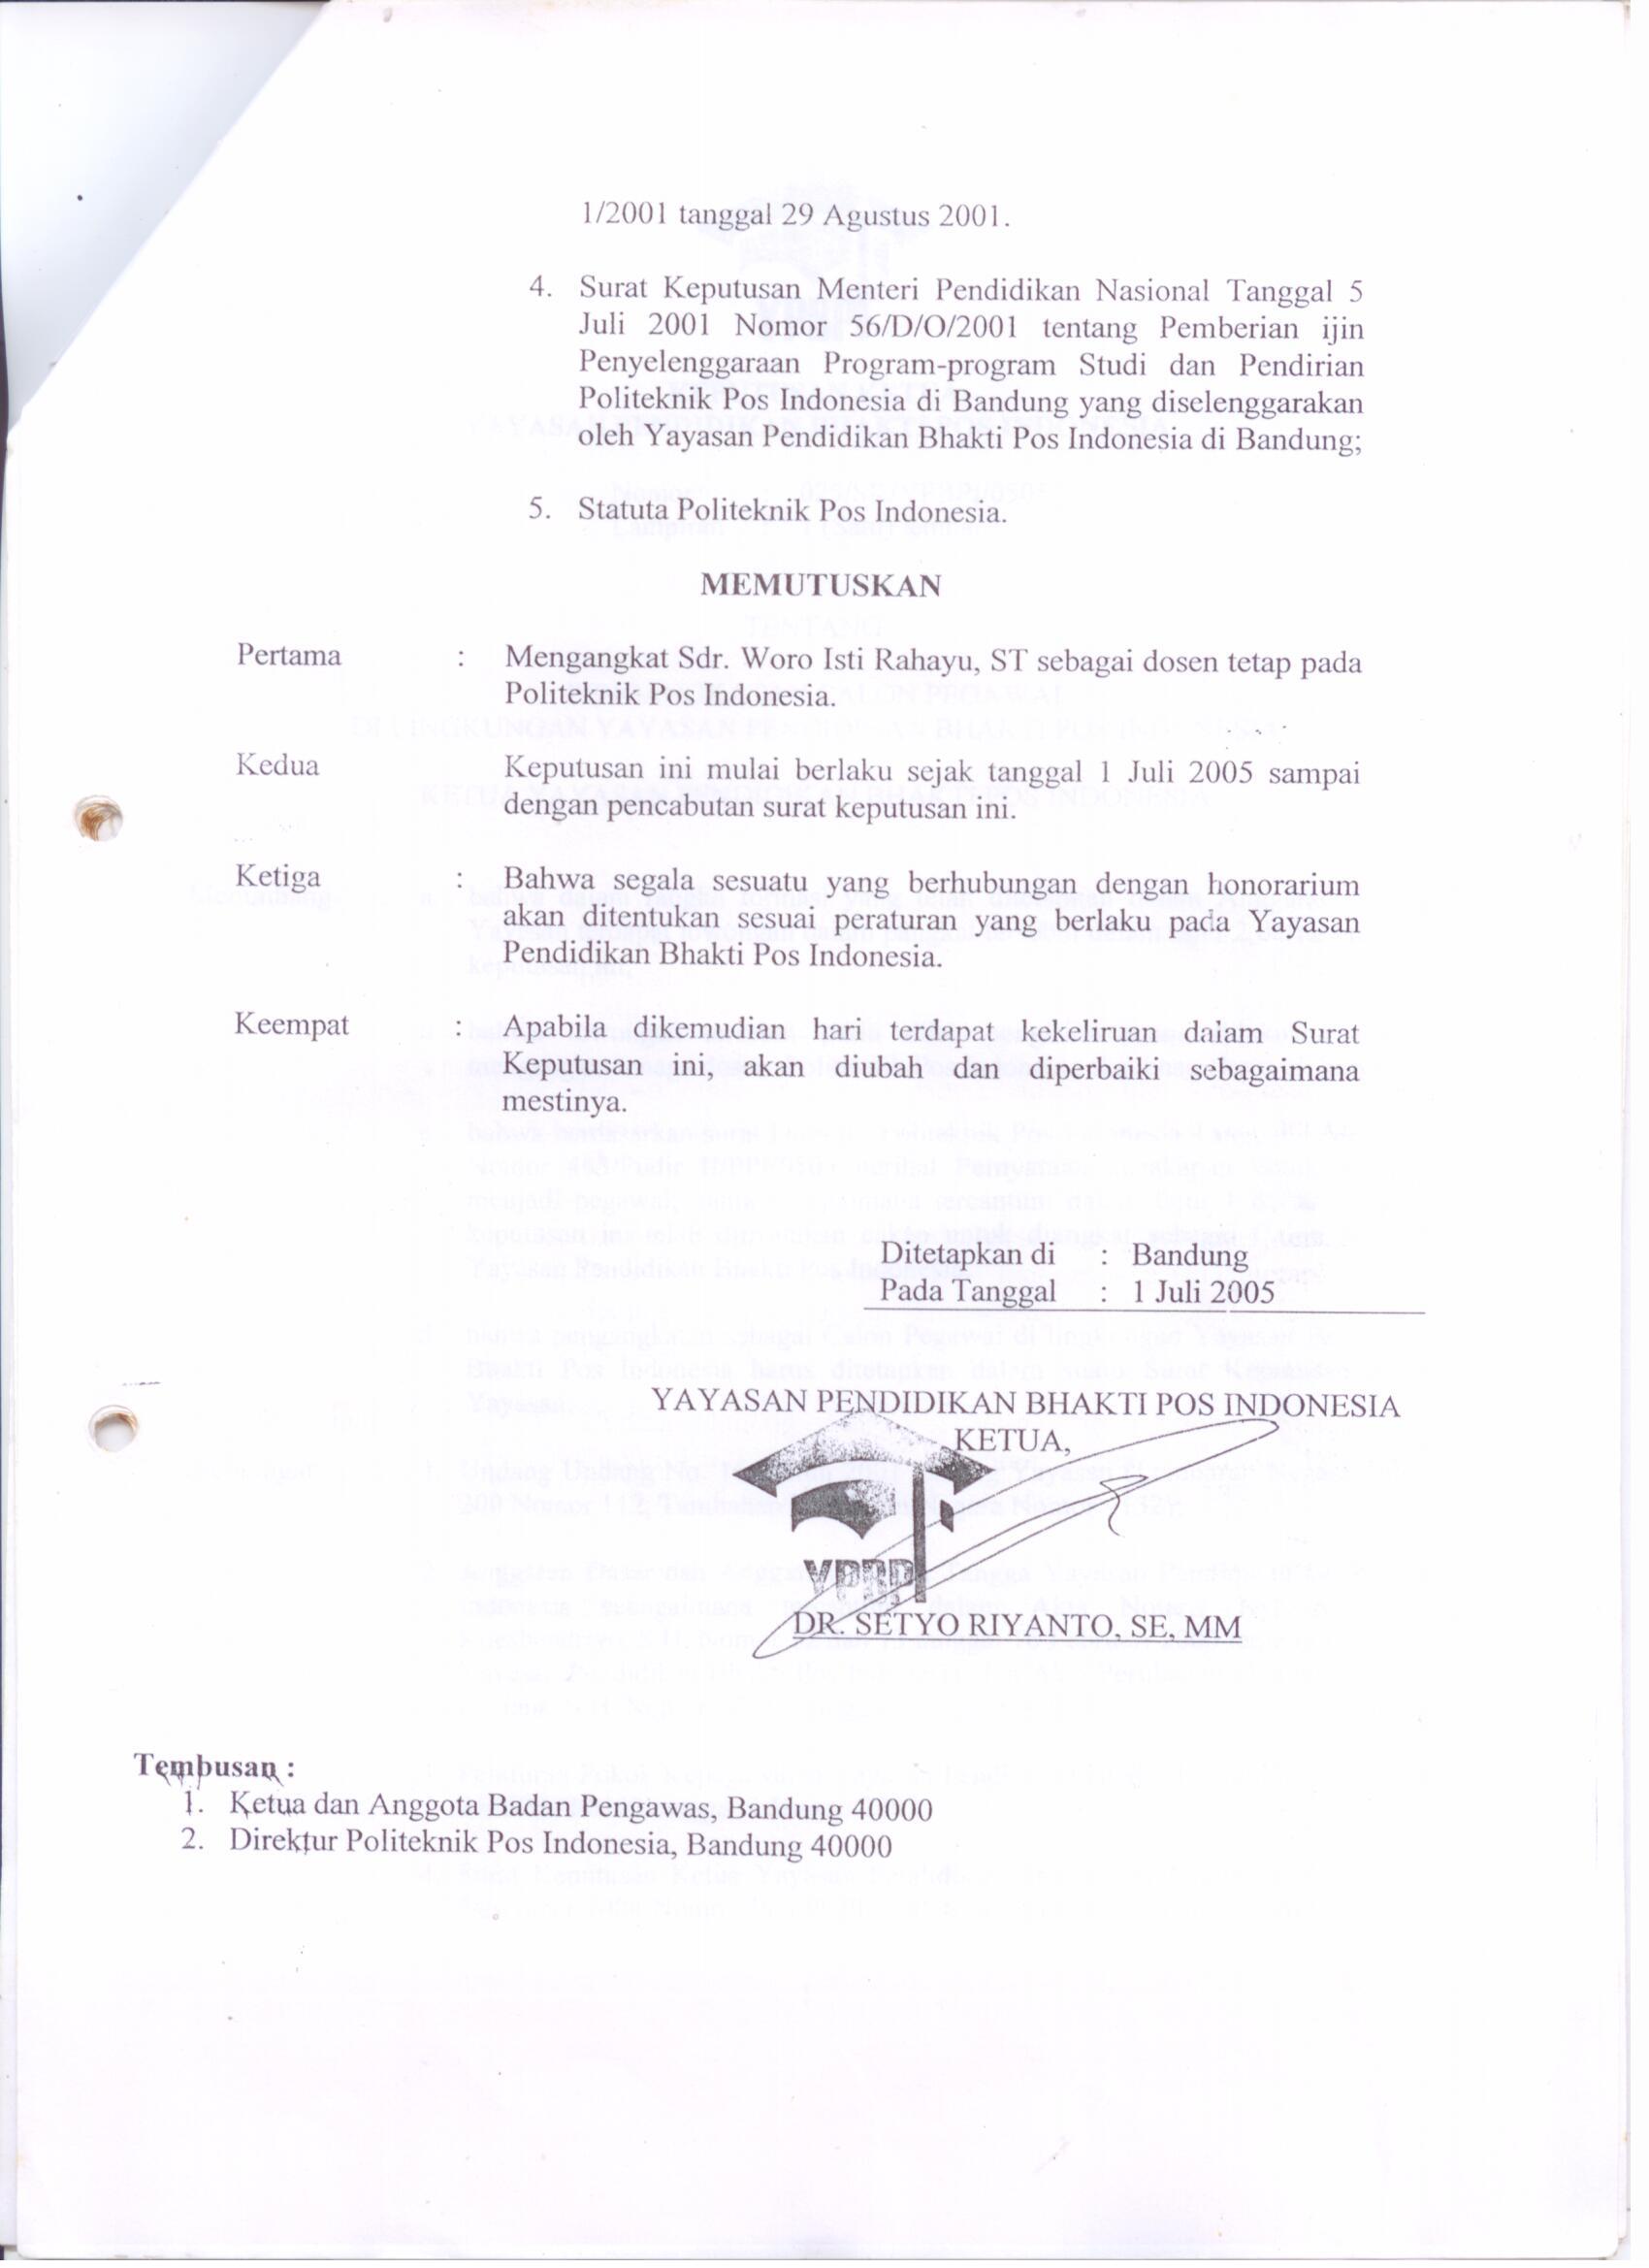 1/2001 tanggal 29 Agustus 2001.
4. Surat Keputusan Menteri Pendidikan Nasional Tanggal 5
Juli 2001 Nomor 56/D/O/2001 tentang Pemberian ijin
Penyelenggaraan Program-program Studi dan Pendirian
Politeknik Pos Indonesia di Bandung yang diselenggarakan
oleh Yayasan Pendidikan Bhakti Pos Indonesia di Bandung;
5. Statuta Politeknik Pos Indonesia.
MEMUTUSKAN
Pertama : Mengangkat Sdr. Woro Isti Rahayu, ST sebagai dosen tetap pada
Politeknik Pos Indonesia.
Kedua Keputusan ini mulai berlaku sejak tanggal 1 Juli 2005 sampai
dengan pencabutan surat keputusan ini.
Ketiga : Bahwa segala sesuatu yang berhubungan dengan honorarium
akan ditentukan sesuai peraturan yang berlaku pada Yayasan
Pendidikan Bhakti Pos Indonesia.
Keempat : Apabila dikemudian hari terdapat kekeliruan dalam Surat
Keputusan ini, akan diubah dan diperbaiki sebagaimana
mestinya.
Ditetapkan di : Bandung
Pada Tanggal : 1 Juli 2005
YAYASAN PENDIDIKAN BHAKTI POS INDONESIA
KETUA,
DR. SETYO RIYANTO, SE, MM
Tembusan :
1. Ketua dan Anggota Badan Pengawas, Bandung 40000
2. Direktur Politeknik Pos Indonesia, Bandung 40000